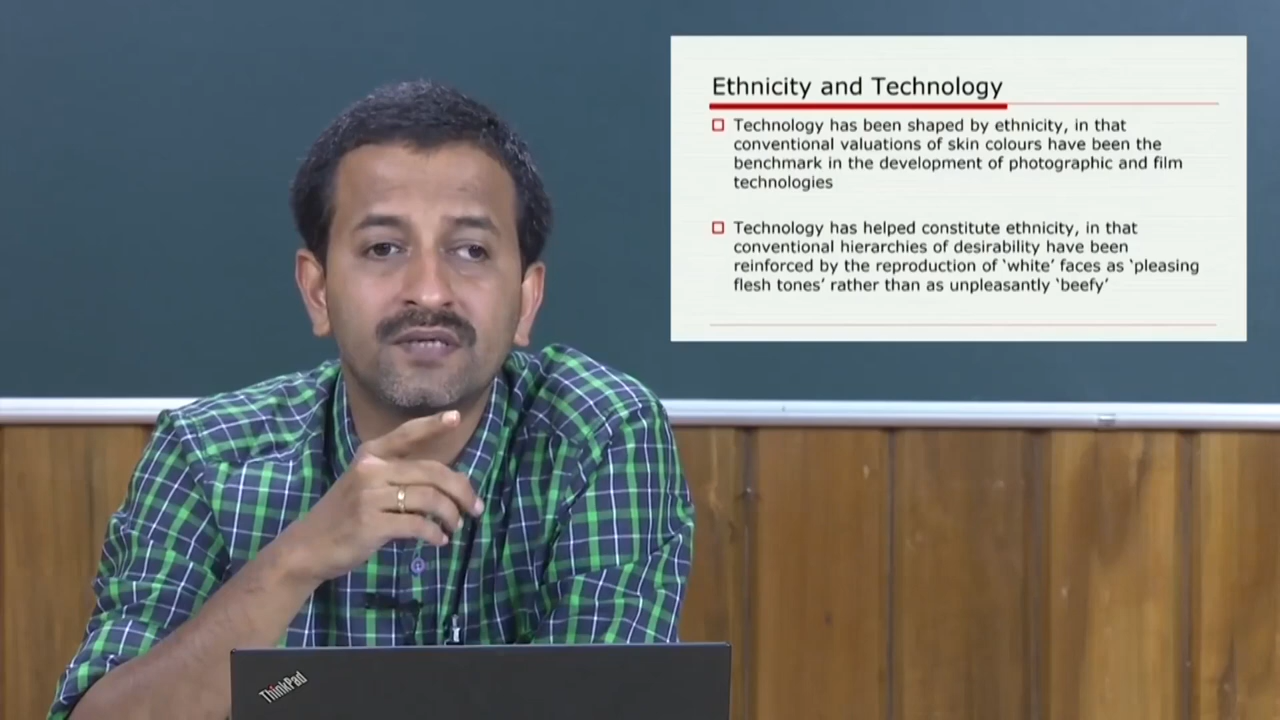 Ethnicity and Technology
Technology has been shaped by ethnicity, in that
conventional valuations of skin colours have been the
benchmark in the development of photographic and film
technologies
Technology has helped constitute ethnicity, in that
conventional hierarchies of desirability have been
reinforced by the reproduction of ‘white’ faces as ‘pleasing
flesh tones’ rather than as unpleasantly ‘beefy’
ThinkPad